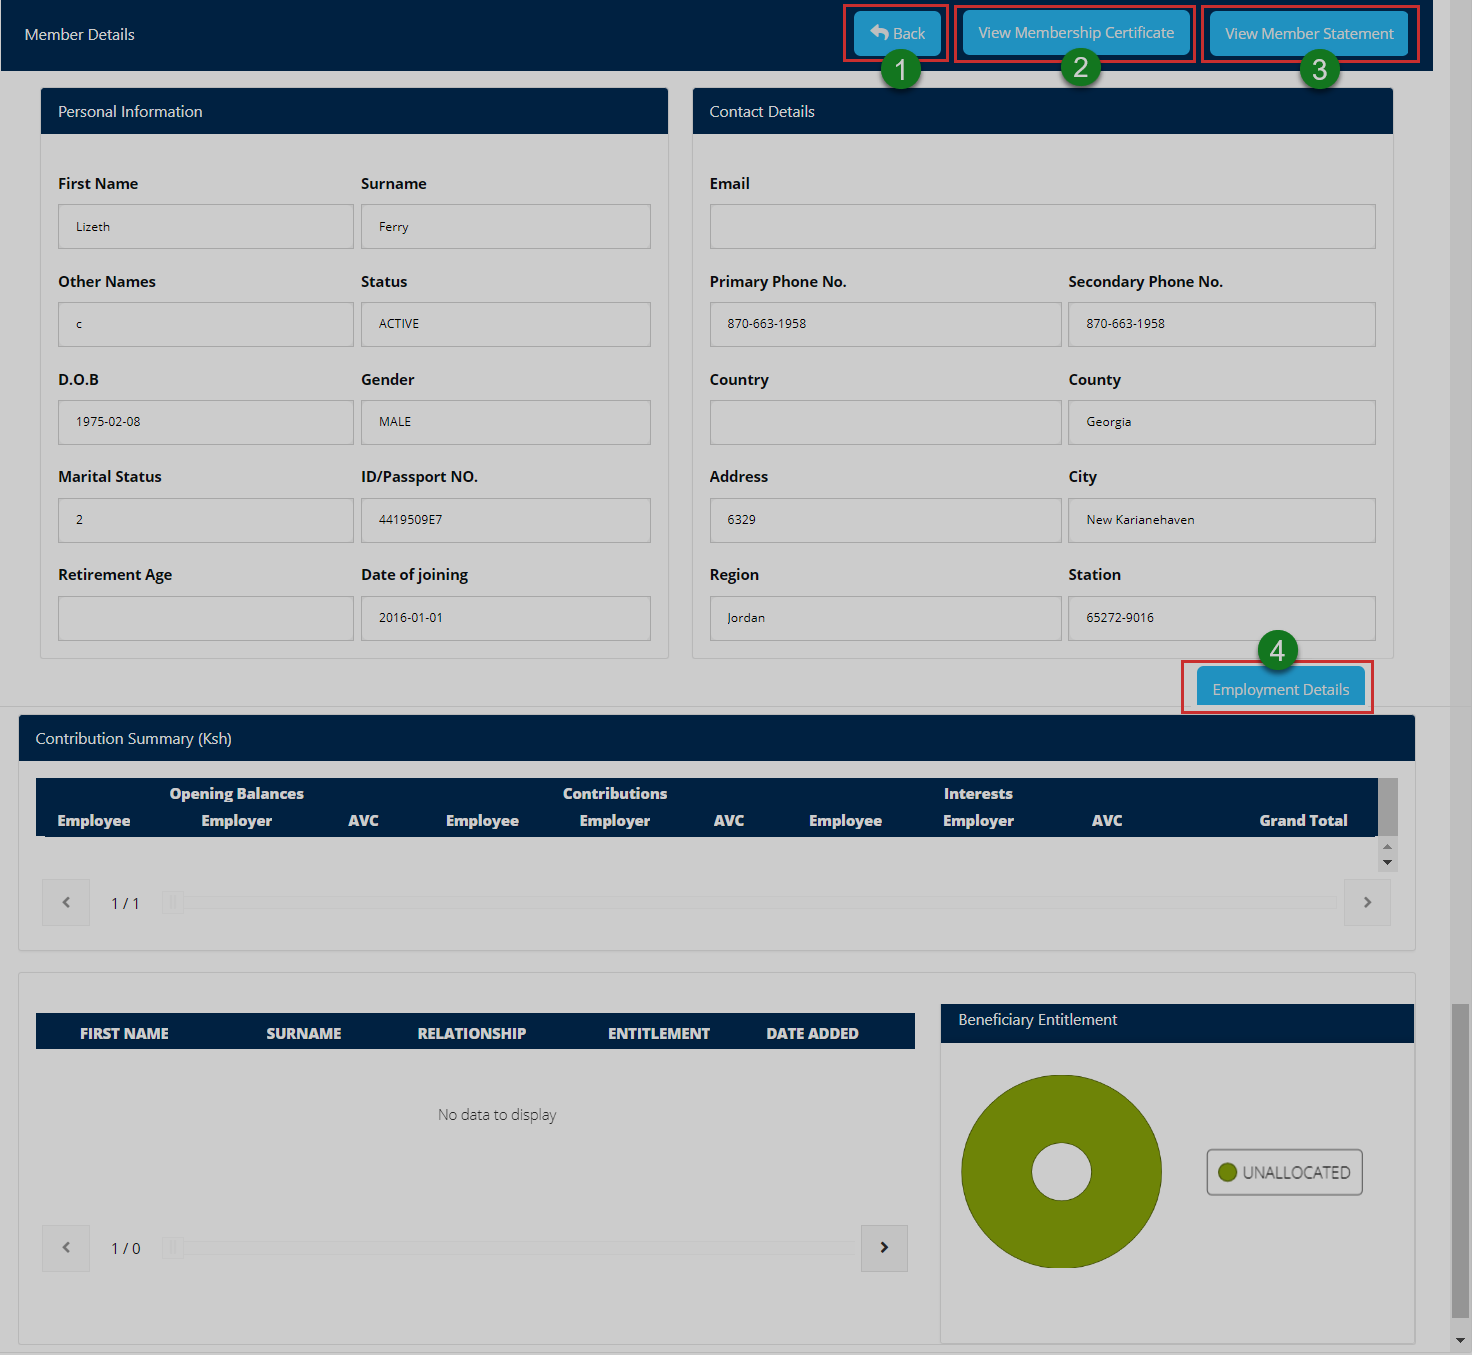 Member Details
Back
View Membership Certificate
View Member Statement
1
2
3
Personal Information
Contact Details
First Name
Surname
Email
Lizeth
Ferry
Other Names
Status
Primary Phone No.
Secondary Phone No.
c
ACTIVE
870-663-1958
870-663-1958
D.O.B
Gender
Country
County
1975-02-08
MALE
Georgia
Marital Status
ID/Passport NO.
Address
City
2
4419509E7
6329
New Karianehaven
Retirement Age
Date of joining
Region
Station
2016-01-01
Jordan
65272-9016
4
Employment Details
Contribution Summary (Ksh)
Opening Balances
Contributions
Interests
Employee Employer AVC Employee Employer AVC Employee Employer AVC Grand Total
1 / 1
FIRST NAME SURNAME RELATIONSHIP ENTITLEMENT DATE ADDED
Beneficiary Entitlement
No data to display
UNALLOCATED
1 / 0